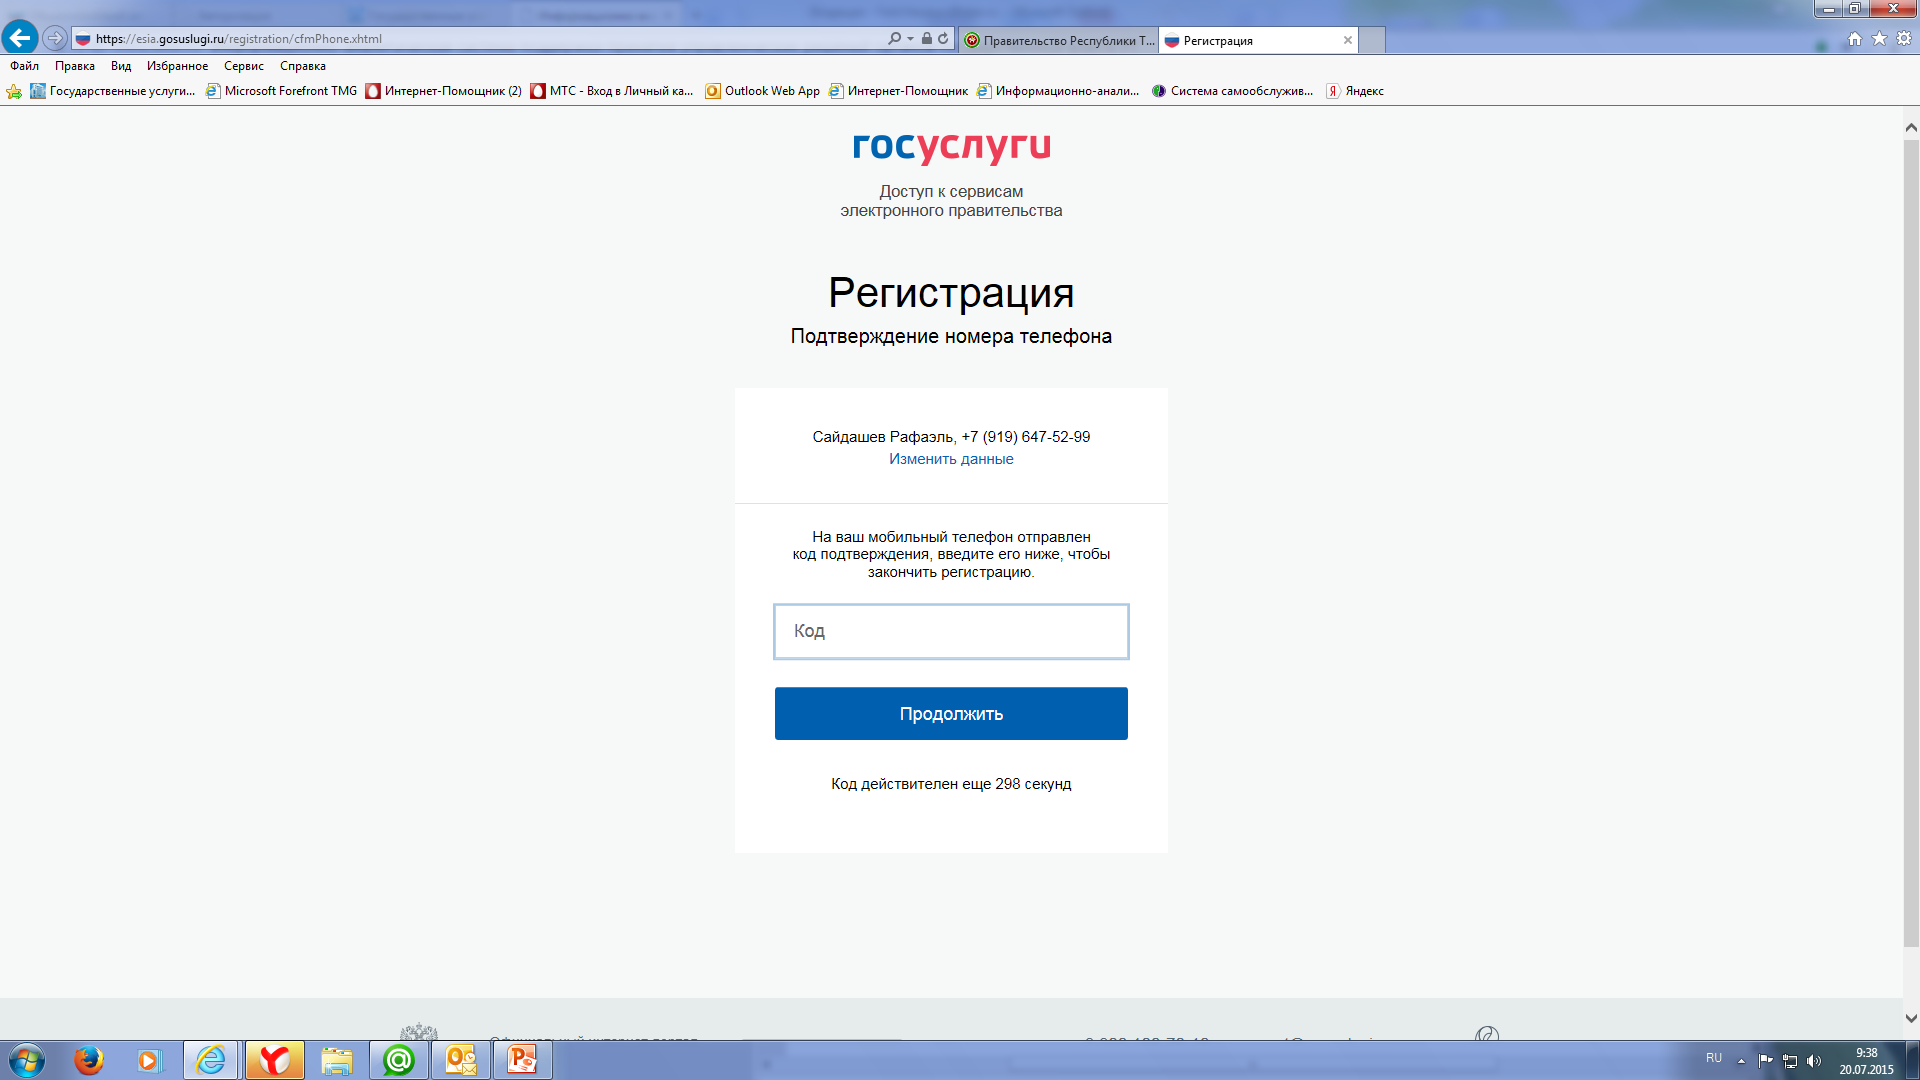 https://esia.gosuslugi.ru/registration/cfmPhone.xhtml
Правительство Республики Т...
Регистрация
Файл Правка Вид Избранное Сервис Справка
Государственные услуги... Microsoft Forefront TMG Интернет-Помощник (2) МТС - Вход в Личный ка... Outlook Web App Интернет-Помощник Информационно-анали... Система самообслужив... Яндекс
госуслуги
Доступ к сервисам
электронного правительства
Регистрация
Подтверждение номера телефона
Сайдашев Рафаэль, +7 (919) 647-52-99
Изменить данные
На ваш мобильный телефон отправлен
код подтверждения, введите его ниже, чтобы
закончить регистрацию.
Код
Продолжить
Код действителен еще 298 секунд
RU
9:38
20.07.2015